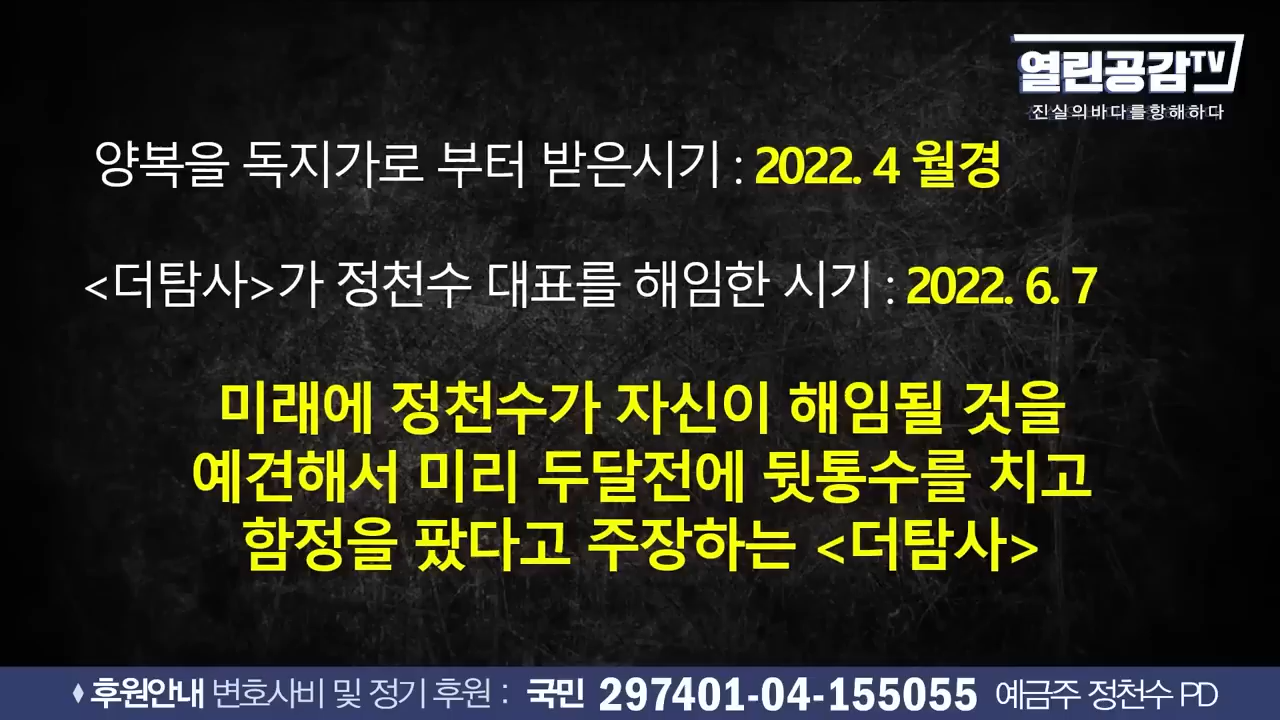 열린공감TV
진실의바다를항해하다
양복을 독지가로 부터 받은시기 : 2022. 4 월경
<더탐사>가 정천수 대표를 해임한 시기 : 2022. 6. 7
미래에 정천수가 자신이 해임될 것을
예견해서 미리 두달전에 뒷통수를 치고
함정을 팠다고 주장하는 <더탐사>
♦ 후원안내 변호사비 및 정기 후원 : 국민 297401-04-155055 예금주 정천수 PD